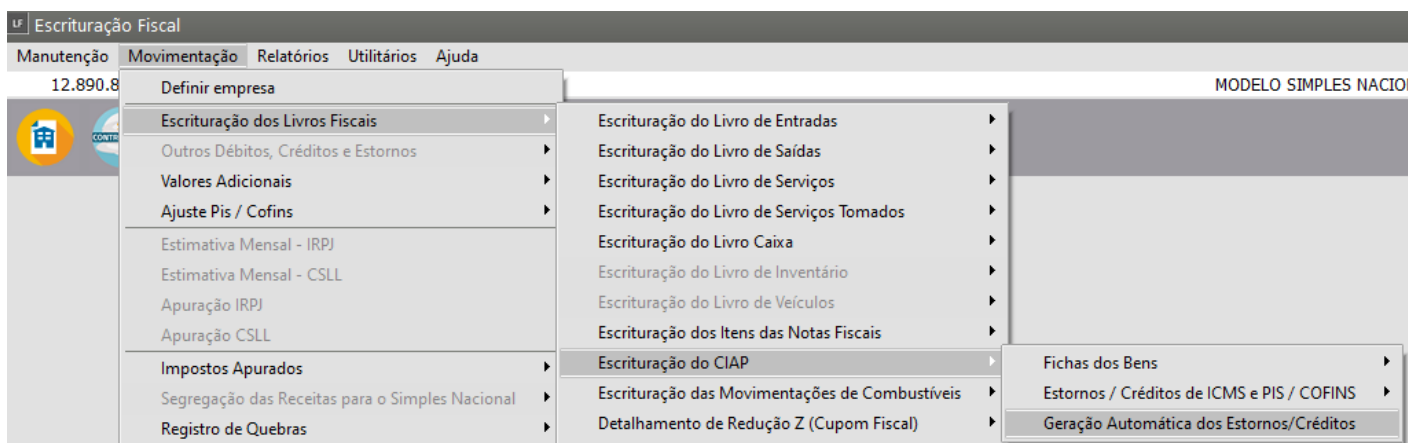 LF Escrituração Fiscal
Manutenção Movimentação Relatórios Utilitários Ajuda
12.890.8
MODELO SIMPLES NACIO
Definir empresa
Escrituração dos Livros Fiscais
Outros Débitos, Créditos e Estornos
Valores Adicionais
Ajuste Pis / Cofins
Estimativa Mensal - IRPJ
Estimativa Mensal - CSLL
Apuração IRPJ
Apuração CSLL
Impostos Apurados
Segregação das Receitas para o Simples Nacional
Registro de Quebras
Escrituração do Livro de Entradas
Escrituração do Livro de Saídas
Escrituração do Livro de Serviços
Escrituração do Livro de Serviços Tomados
Escrituração do Livro Caixa
Escrituração do Livro de Inventário
Escrituração do Livro de Veículos
Escrituração dos Itens das Notas Fiscais
Escrituração do CIAP
Escrituração das Movimentações de Combustíveis
Detalhamento de Redução Z (Cupom Fiscal)
Fichas dos Bens
Estornos / Créditos de ICMS e PIS / COFINS
Geração Automática dos Estornos/Créditos